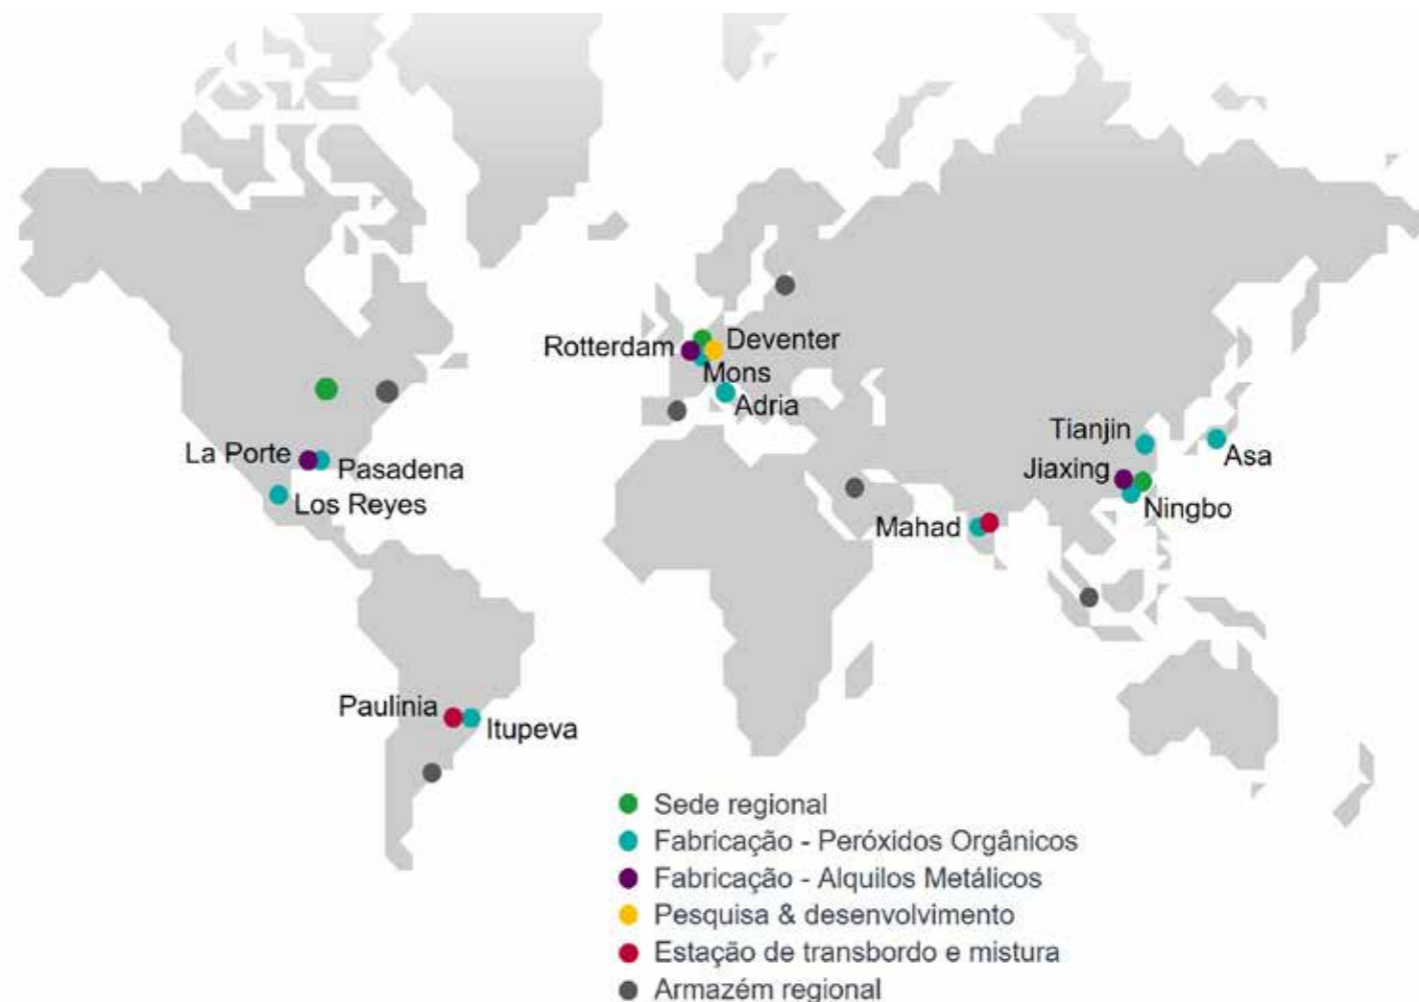 Rotterdam
Deventer
Mons
Adria
La Porte
Pasadena
Los Reyes
Tianjin
Asa
Jiaxing
Ningbo
Mahad
Paulinia
Itupeva
Sede regional
Fabricação - Peróxidos Orgânicos
Fabricação - Alquilos Metálicos
Pesquisa & desenvolvimento
Estação de transbordo e mistura
Armazém regional